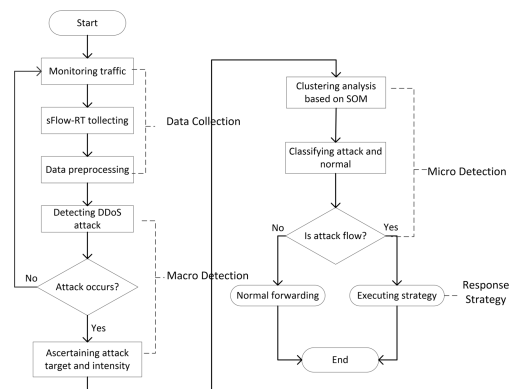 Start
Monitoring traffic
sFlow-RT tollecting
Data preprocessing
Data Collection
Detecting DDoS
attack
No
Attack occurs?
Macro Detection
Yes
Ascertaining attack
target and intensity
Clustering analysis
based on SOM
Classifying attack and
normal
Micro Detection
No
Is attack flow?
Yes
Normal forwarding
Executing strategy
Response
Strategy
End